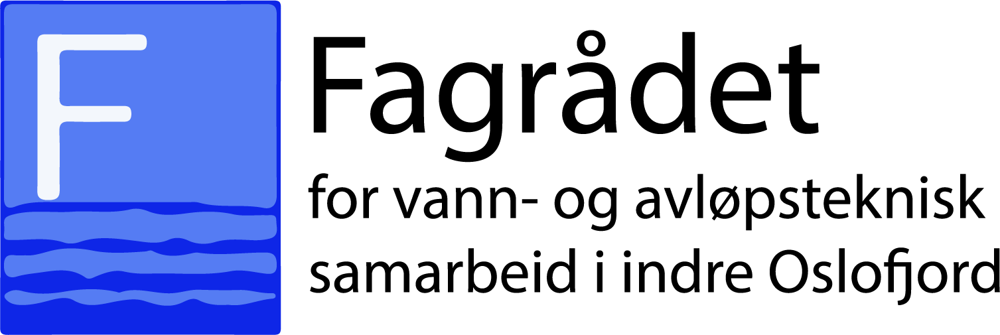 F
Fagrådet
for vann- og avløpsteknisk
samarbeid i indre Oslofjord